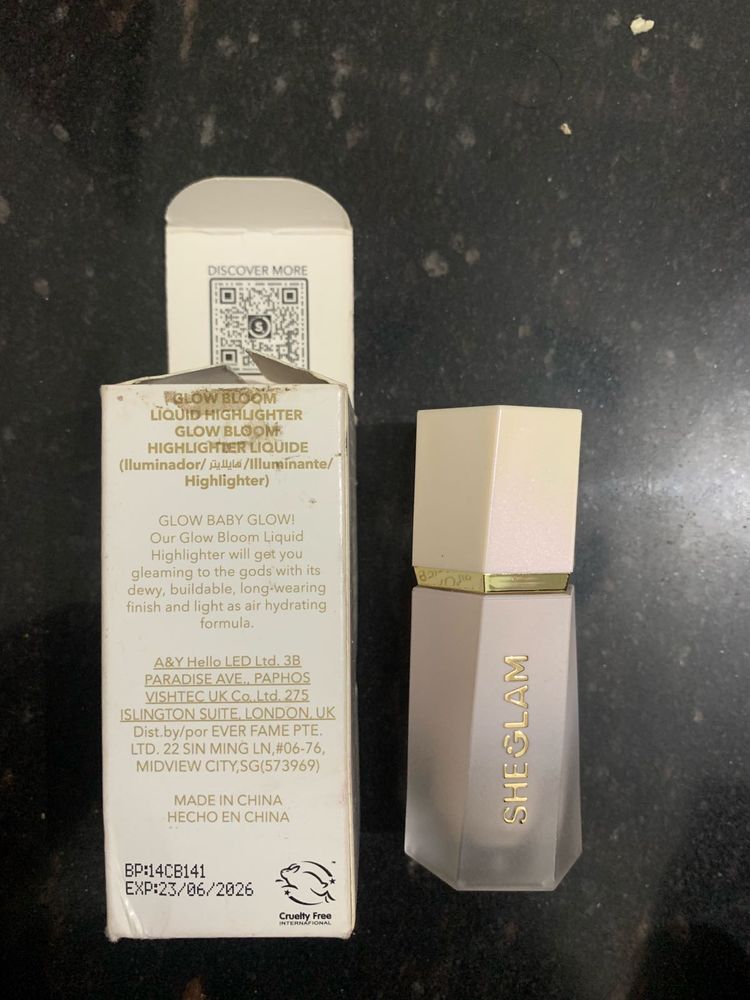 DISCOVER MORE
GLOW BLOOM
LIQUID HIGHLIGHTER
GLOW BLOOM
HIGHLIGHTER LIQUIDE
(Iluminador/ هايلايتر /Illuminante/
Highlighter)
GLOW BABY GLOW!
Our Glow Bloom Liquid
Highlighter will get you
gleaming to the gods with its
dewy, buildable, long-wearing
finish and light as air hydrating
formula.
A&Y Hello LED Ltd. 3B
PARADISE AVE., PAPHOS
VISHTEC UK Co.,Ltd. 275
ISLINGTON SUITE, LONDON, UK
Dist.by/por EVER FAME PTE.
LTD. 22 SIN MING LN,#06-76,
MIDVIEW CITY,SG(573969)
MADE IN CHINA
HECHO EN CHINA
BP:14CB141
EXP:23/06/2026
Cruelty Free
INTERNATIONAL
SHEGLAM